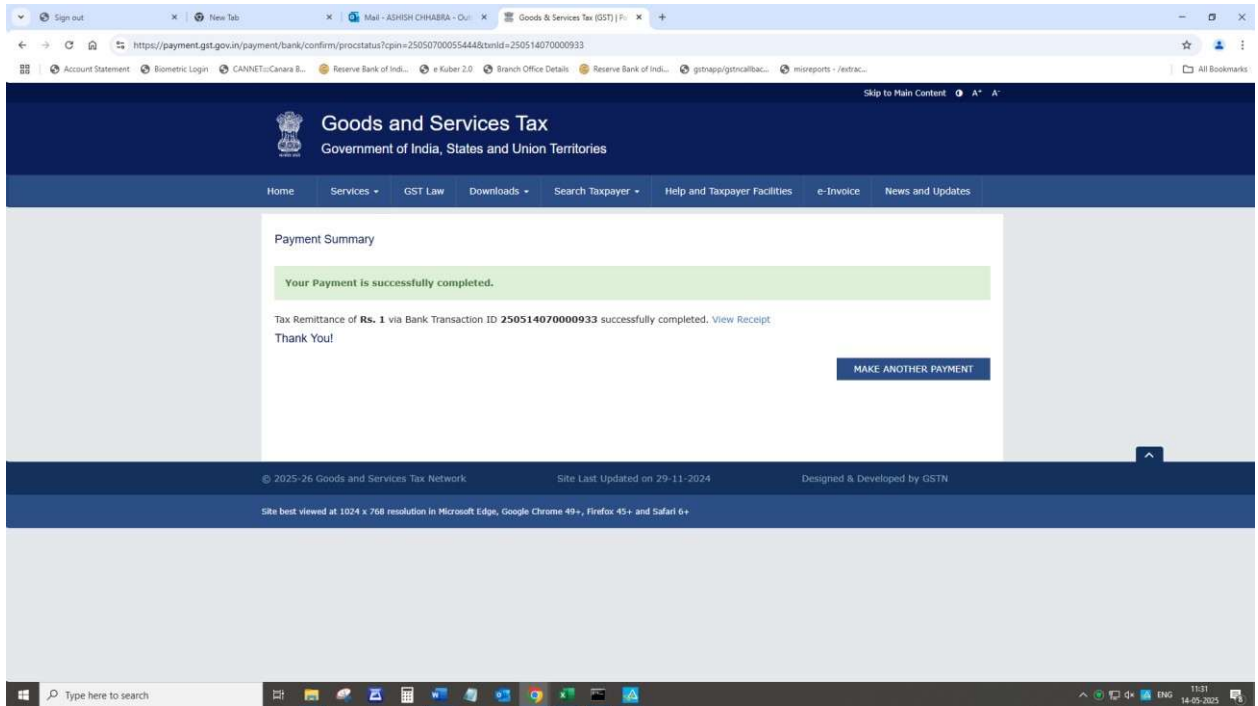 Sign out
New Tab
Mail - ASHISH CHHABRA - Out
Goods & Services Tax (GST) | P
https://payment.gst.gov.in/payment/bank/confirm/procstatus?cpin=25050700055444&txnId=250514070000933
Account Statement
Biometric Login
CANNET:::Canara B...
Reserve Bank of Indi...
e Kuber 2.0
Branch Office Details
Reserve Bank of Indi...
gstnapp/gstncallbac...
misreports - /extrac...
All Bookmarks
Skip to Main Content A+ A-
Goods and Services Tax
Government of India, States and Union Territories
Home Services GST Law Downloads Search Taxpayer Help and Taxpayer Facilities e-Invoice News and Updates
Payment Summary
Your Payment is successfully completed.
Tax Remittance of Rs. 1 via Bank Transaction ID 250514070000933 successfully completed. View Receipt
Thank You!
MAKE ANOTHER PAYMENT
© 2025-26 Goods and Services Tax Network Site Last Updated on 29-11-2024 Designed & Developed by GSTN
Site best viewed at 1024 x 768 resolution in Microsoft Edge, Google Chrome 49+, Firefox 45+ and Safari 6+
Type here to search
ENG
11:31
14-05-2025